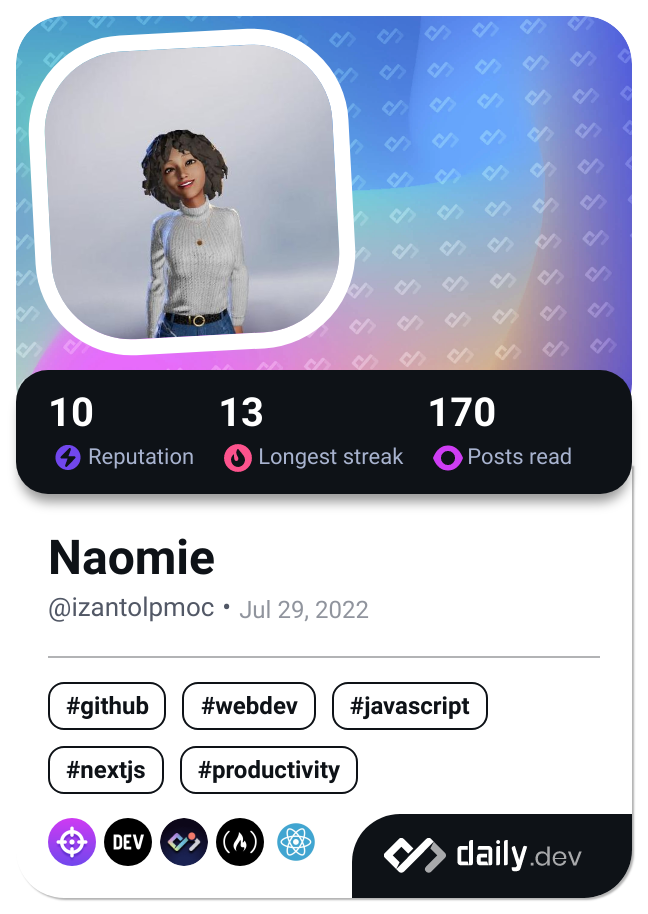 10 13 170
Reputation Longest streak Posts read
Naomie
@izantolpmoc • Jul 29, 2022
#github #webdev #javascript
#nextjs #productivity
DEV daily.dev